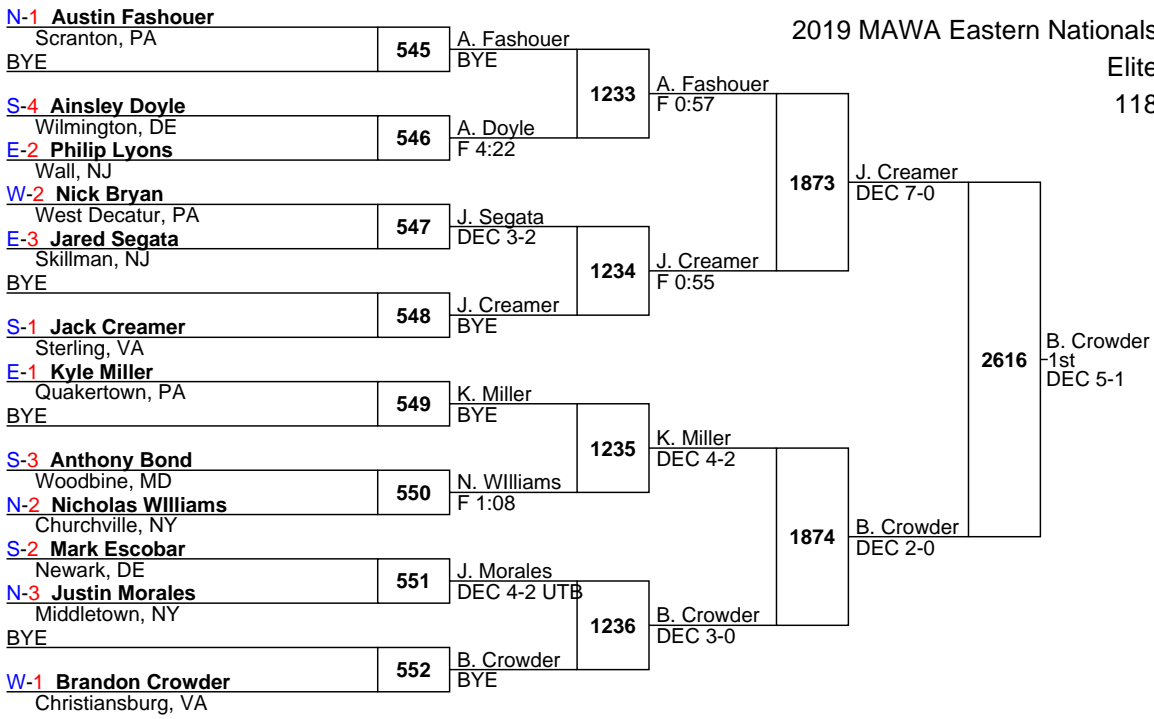 2019 MAWA Eastern Nationals
Elite
118
N-1 Austin Fashouer
Scranton, PA
BYE
545
A. Fashouer
BYE
S-4 Ainsley Doyle
Wilmington, DE
E-2 Philip Lyons
Wall, NJ
546
A. Doyle
F 4:22
1233
A. Fashouer
F 0:57
W-2 Nick Bryan
West Decatur, PA
E-3 Jared Segata
Skillman, NJ
547
J. Segata
DEC 3-2
BYE
S-1 Jack Creamer
Sterling, VA
548
J. Creamer
BYE
1234
J. Creamer
F 0:55
1873
J. Creamer
DEC 7-0
E-1 Kyle Miller
Quakertown, PA
BYE
549
K. Miller
BYE
S-3 Anthony Bond
Woodbine, MD
N-2 Nicholas WIlliams
Churchville, NY
550
N. WIlliams
F 1:08
1235
K. Miller
DEC 4-2
S-2 Mark Escobar
Newark, DE
N-3 Justin Morales
Middletown, NY
551
J. Morales
DEC 4-2 UTB
BYE
W-1 Brandon Crowder
Christiansburg, VA
552
B. Crowder
BYE
1236
B. Crowder
DEC 3-0
1874
B. Crowder
DEC 2-0
2616
B. Crowder
1st
DEC 5-1